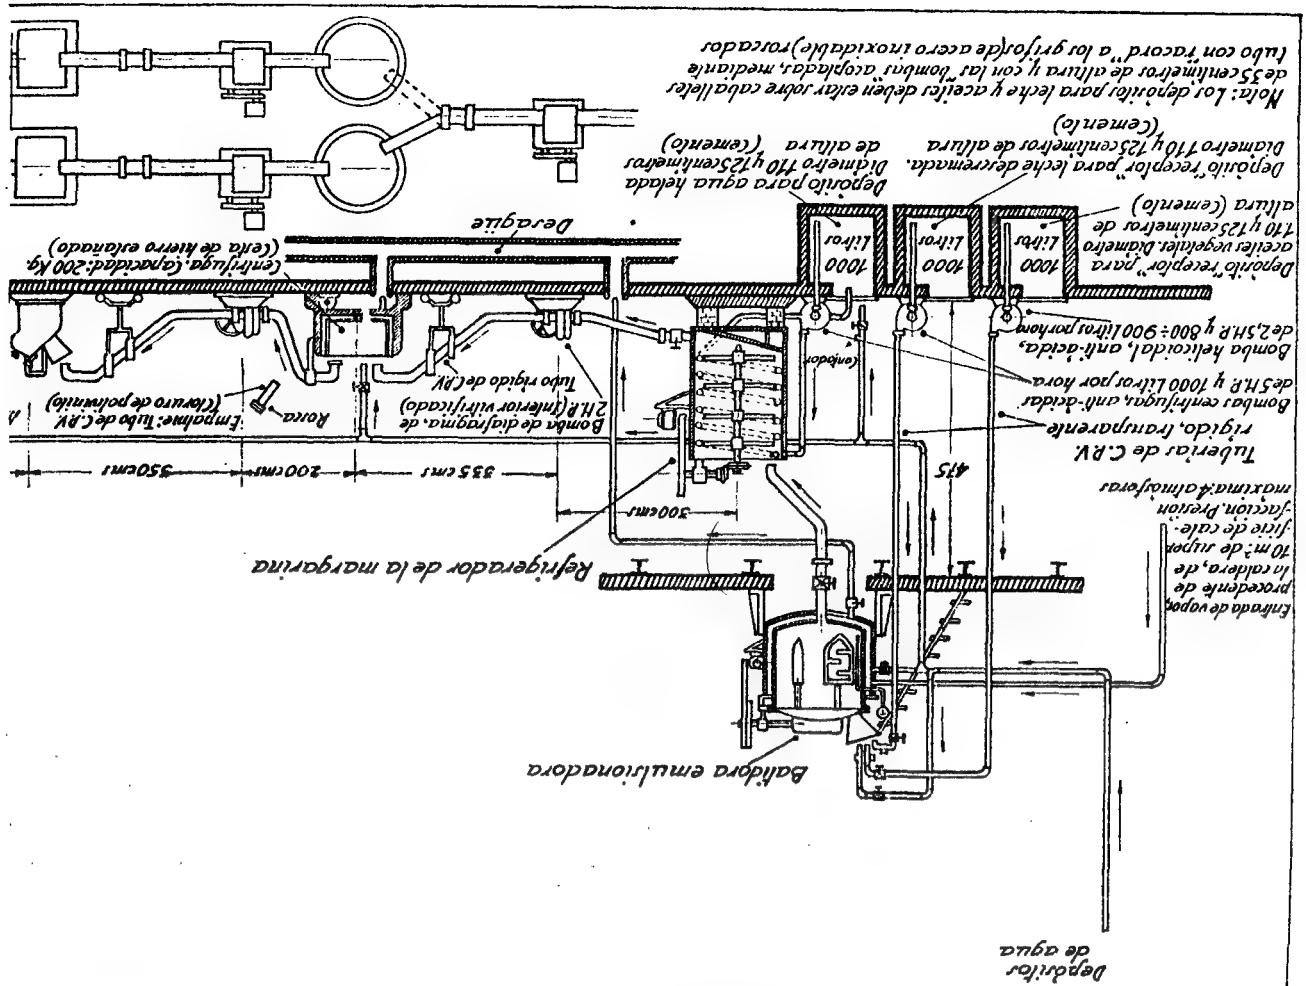 Depósitos
de agua
Batidora emulsionadora
Entrada de vapor,
procedente de
la caldera, de
10 m² de super-
ficie de cale-
facción. Presión
máxima: 4 atmósferas
Refrigerador de la margarina
300 cms
475
335 cms
200 cms
350 cms
Tuberías de C.P.V.
rígido, transparente
Bombas centrífugas, anti-ácidas
de 5 H.P. y 1000 Litros por hora
Bomba helicoidal, anti-ácida,
de 2,5 H.P. y 800÷900 litros por hora
Contador
Bomba de diafragma, de
2 H.P. (Interior vitrificado)
Tubo rígido de C.P.V.
Rosca
Empalme: Tubo de C.P.V.
(Cloruro de polivinilo)
1000
Litros
1000
Litros
1000
Litros
Depósito "receptor" para
aceites vegetales. Diámetro
110 y 125 centímetros de
altura (Cemento)
Depósito "receptor" para leche desremada.
Diámetro 110 y 125 centímetros de altura
(Cemento)
Depósito para agua helada
Diámetro 110 y 125 centímetros
de altura (Cemento)
Desagüe
Centrífuga. Capacidad: 200 Kg.
(Cesta de hierro estañado)
Nota: Los depósitos para leche y aceites deben estar sobre caballetes
de 35 centímetros de altura y con las "bombas" acopladas, mediante
tubo con "racord" a los grifos (de acero inoxidable) roscados